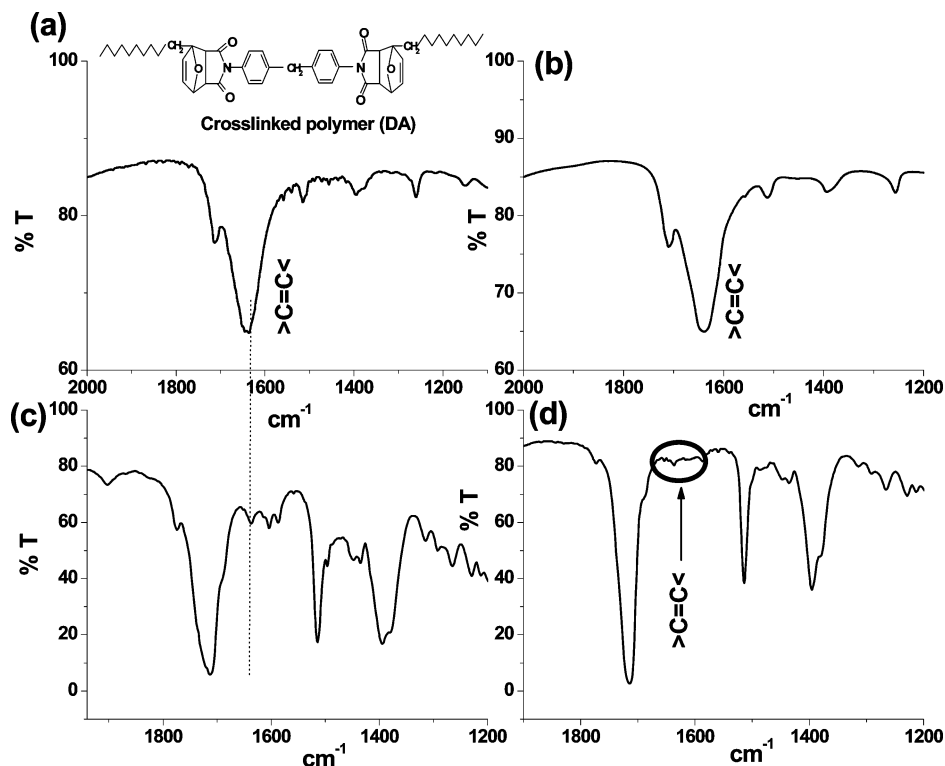 (a)
O
O
CH2
CH2
O
N
CH2
N
O
O
O
Crosslinked polymer (DA)
100
80
60
% T
>C=C<
2000 1800 1600 1400 1200
cm-1
(b)
100
90
80
70
60
% T
>C=C<
1800 1600 1400 1200
cm-1
(c)
100
80
60
40
20
0
% T
1800 1600 1400 1200
cm-1
(d)
100
80
60
40
20
0
% T
>C=C<
1800 1600 1400 1200
cm-1